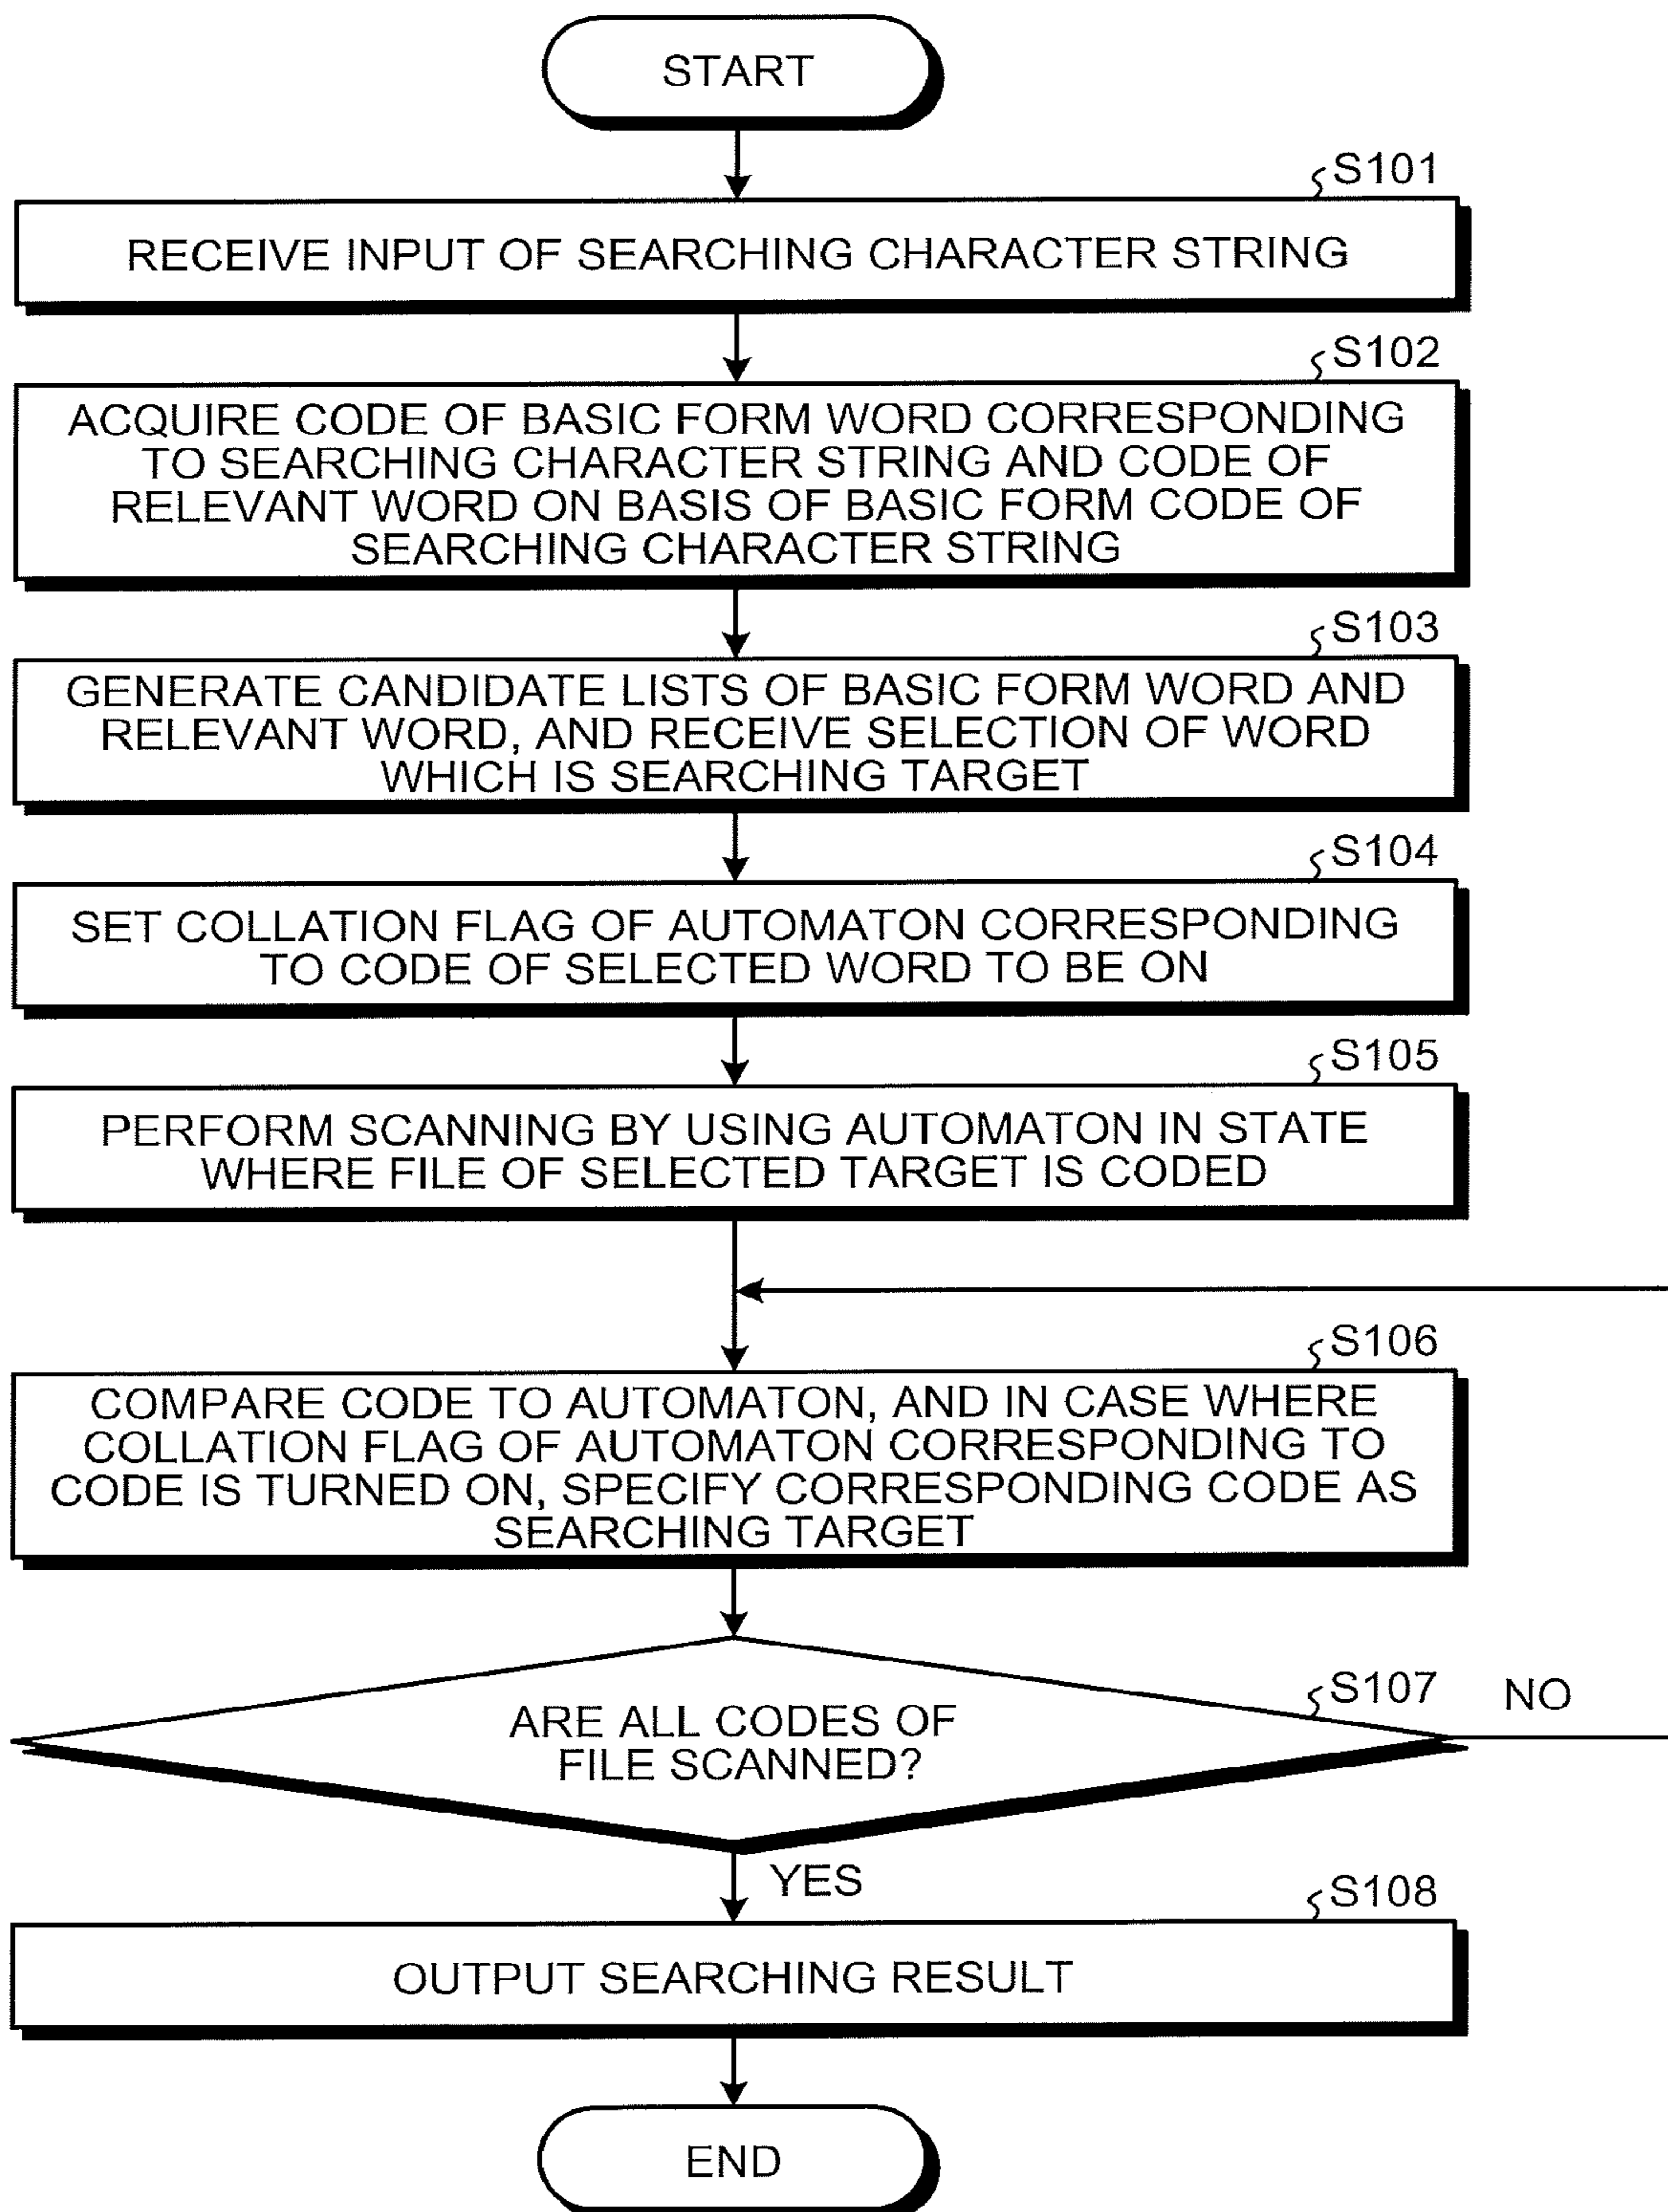 START
S101
RECEIVE INPUT OF SEARCHING CHARACTER STRING
S102
ACQUIRE CODE OF BASIC FORM WORD CORRESPONDING
TO SEARCHING CHARACTER STRING AND CODE OF
RELEVANT WORD ON BASIS OF BASIC FORM CODE OF
SEARCHING CHARACTER STRING
S103
GENERATE CANDIDATE LISTS OF BASIC FORM WORD AND
RELEVANT WORD, AND RECEIVE SELECTION OF WORD
WHICH IS SEARCHING TARGET
S104
SET COLLATION FLAG OF AUTOMATON CORRESPONDING
TO CODE OF SELECTED WORD TO BE ON
S105
PERFORM SCANNING BY USING AUTOMATON IN STATE
WHERE FILE OF SELECTED TARGET IS CODED
S106
COMPARE CODE TO AUTOMATON, AND IN CASE WHERE
COLLATION FLAG OF AUTOMATON CORRESPONDING TO
CODE IS TURNED ON, SPECIFY CORRESPONDING CODE AS
SEARCHING TARGET
S107
NO
ARE ALL CODES OF
FILE SCANNED?
YES
S108
OUTPUT SEARCHING RESULT
END